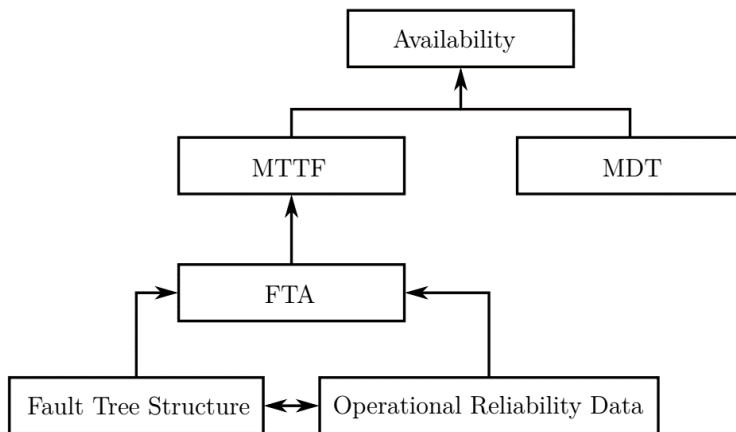 Availability
MTTF
MDT
FTA
Fault Tree Structure
Operational Reliability Data